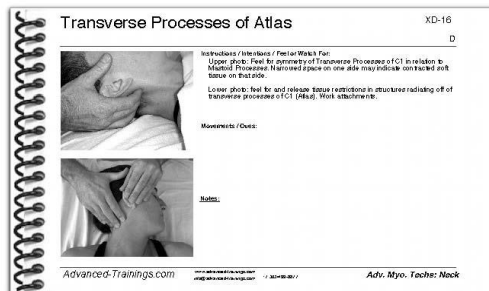 Transverse Processes of Atlas
XD-16
D
Instructions / Intentions / Feel or Watch For:
Upper photo: Feel for symmetry of Transverse Processes of C1 in relation to
Mastoid Processes. Narrowed space on one side may indicate contracted soft
tissue on that side.
Lower photo: feel for and release tissue restrictions in structures radiating off of
transverse processes of C1 (Atlas). Work attachments.
Movements / Cues:
Notes:
Advanced-Trainings.com
Adv. Myo. Techs: Neck